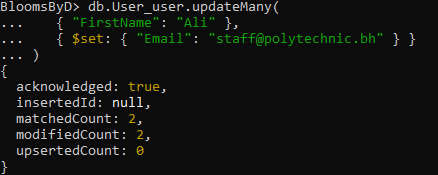 BloomsByD> db.User_user.updateMany(
...     { "FirstName": "Ali" },
...     { $set: { "Email": "staff@polytechnic.bh" } }
... )
{
  acknowledged: true,
  insertedId: null,
  matchedCount: 2,
  modifiedCount: 2,
  upsertedCount: 0
}